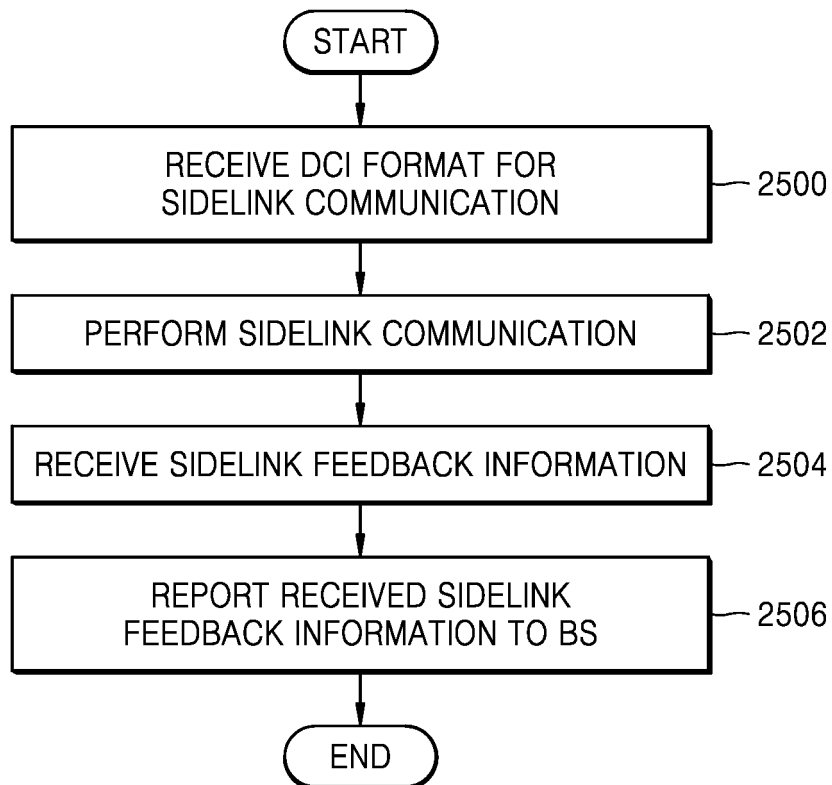 START
RECEIVE DCI FORMAT FOR
SIDELINK COMMUNICATION
2500
PERFORM SIDELINK COMMUNICATION
2502
RECEIVE SIDELINK FEEDBACK INFORMATION
2504
REPORT RECEIVED SIDELINK
FEEDBACK INFORMATION TO BS
2506
END